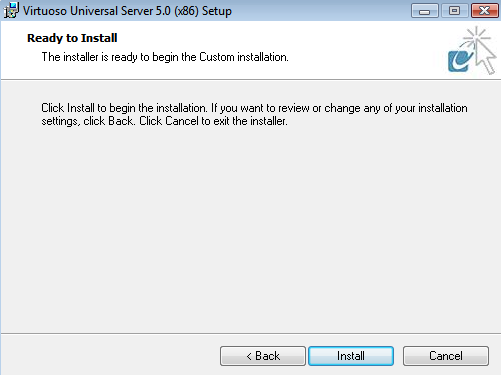 Virtuoso Universal Server 5.0 (x86) Setup
Ready to Install
The installer is ready to begin the Custom installation.
Click Install to begin the installation. If you want to review or change any of your installation
settings, click Back. Click Cancel to exit the installer.
< Back
Install
Cancel